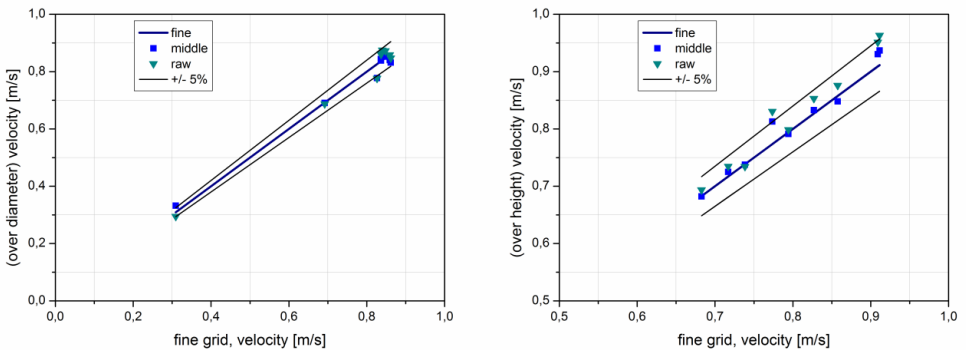 (over diameter) velocity [m/s]
1,0
0,8
0,6
0,4
0,2
0,0
fine
middle
raw
+/- 5%
0,0 0,2 0,4 0,6 0,8 1,0
fine grid, velocity [m/s]
(over height) velocity [m/s]
1,0
0,9
0,8
0,7
0,6
0,5
fine
middle
raw
+/- 5%
0,5 0,6 0,7 0,8 0,9 1,0
fine grid, velocity [m/s]